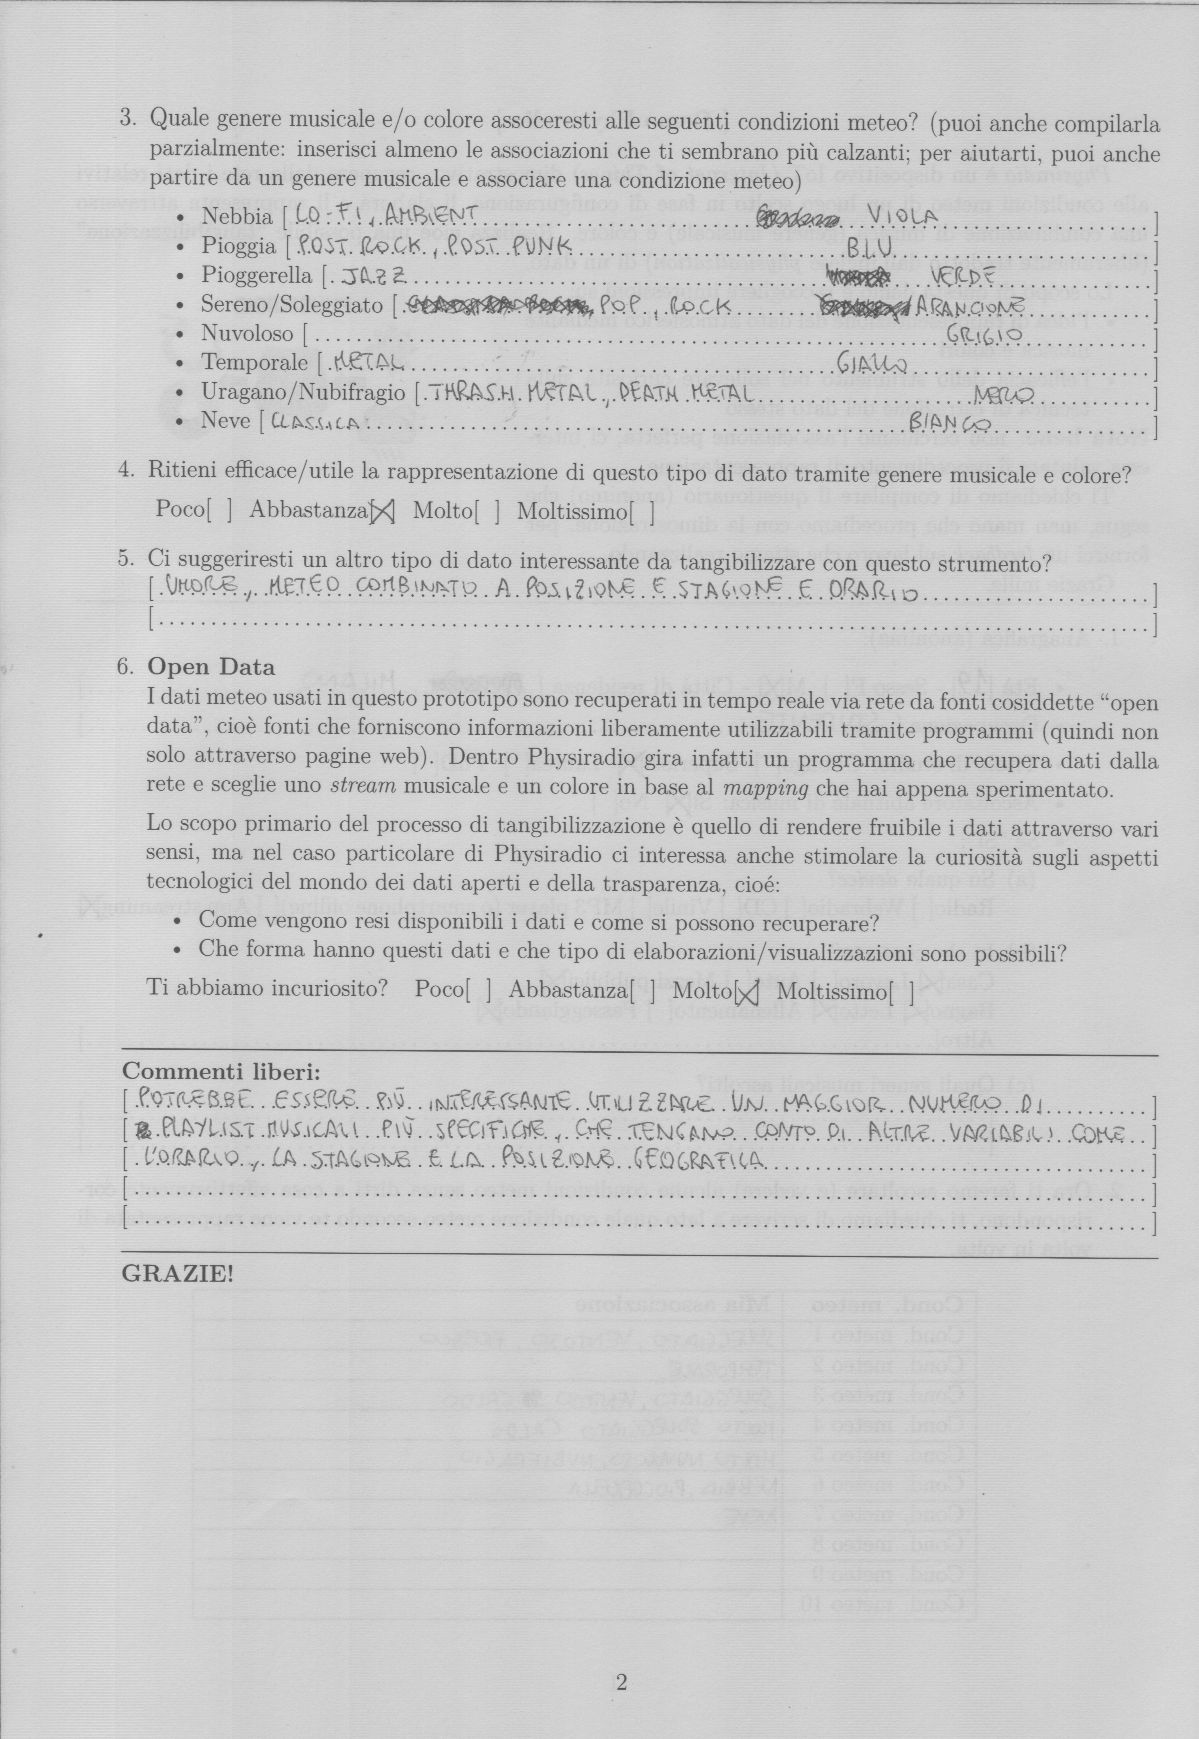 3. Quale genere musicale e/o colore assoceresti alle seguenti condizioni meteo? (puoi anche compilarla
parzialmente: inserisci almeno le associazioni che ti sembrano più calzanti; per aiutarti, puoi anche
partire da un genere musicale e associare una condizione meteo)
• Nebbia [ LO-FI, AMBIENT VIOLA ]
• Pioggia [ POST ROCK, POST PUNK BLU ]
• Pioggerella [ JAZZ VERDE ]
• Sereno/Soleggiato [ POP, ROCK ARANCIONE ]
• Nuvoloso [ GRIGIO ]
• Temporale [ METAL GIALLO ]
• Uragano/Nubifragio [ THRASH METAL, DEATH METAL NERO ]
• Neve [ CLASSICA BIANCO ]
4. Ritieni efficace/utile la rappresentazione di questo tipo di dato tramite genere musicale e colore?
Poco[ ] Abbastanza[X] Molto[ ] Moltissimo[ ]
5. Ci suggeriresti un altro tipo di dato interessante da tangibilizzare con questo strumento?
[ UMORE, METEO COMBINATO A POSIZIONE E STAGIONE E ORARIO ]
[ ]
6. Open Data
I dati meteo usati in questo prototipo sono recuperati in tempo reale via rete da fonti cosiddette “open
data”, cioè fonti che forniscono informazioni liberamente utilizzabili tramite programmi (quindi non
solo attraverso pagine web). Dentro Physiradio gira infatti un programma che recupera dati dalla
rete e sceglie uno stream musicale e un colore in base al mapping che hai appena sperimentato.
Lo scopo primario del processo di tangibilizzazione è quello di rendere fruibile i dati attraverso vari
sensi, ma nel caso particolare di Physiradio ci interessa anche stimolare la curiosità sugli aspetti
tecnologici del mondo dei dati aperti e della trasparenza, cioé:
• Come vengono resi disponibili i dati e come si possono recuperare?
• Che forma hanno questi dati e che tipo di elaborazioni/visualizzazioni sono possibili?
Ti abbiamo incuriosito? Poco[ ] Abbastanza[ ] Molto[X] Moltissimo[ ]
Commenti liberi:
[ POTREBBE ESSERE PIÙ INTERESSANTE UTILIZZARE UN MAGGIOR NUMERO DI ]
[ PLAYLIST MUSICALI PIÙ SPECIFICHE, CHE TENGANO CONTO DI ALTRE VARIABILI COME ]
[ L'ORARIO, LA STAGIONE E LA POSIZIONE GEOGRAFICA ]
[ ]
[ ]
GRAZIE!
2